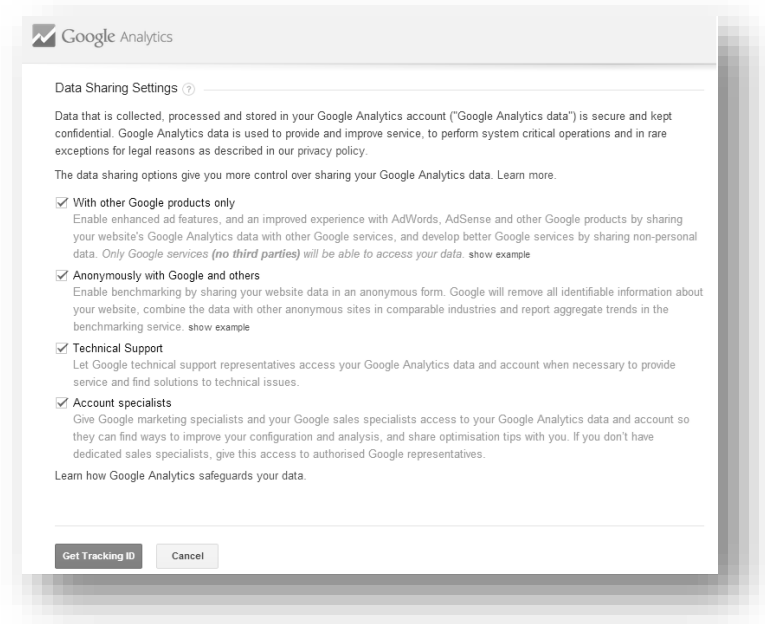 Google Analytics
Data Sharing Settings ?
Data that is collected, processed and stored in your Google Analytics account ("Google Analytics data") is secure and kept
confidential. Google Analytics data is used to provide and improve service, to perform system critical operations and in rare
exceptions for legal reasons as described in our privacy policy.
The data sharing options give you more control over sharing your Google Analytics data. Learn more.
With other Google products only
Enable enhanced ad features, and an improved experience with AdWords, AdSense and other Google products by sharing
your website's Google Analytics data with other Google services, and develop better Google services by sharing non-personal
data. Only Google services (no third parties) will be able to access your data. show example
Anonymously with Google and others
Enable benchmarking by sharing your website data in an anonymous form. Google will remove all identifiable information about
your website, combine the data with other anonymous sites in comparable industries and report aggregate trends in the
benchmarking service. show example
Technical Support
Let Google technical support representatives access your Google Analytics data and account when necessary to provide
service and find solutions to technical issues.
Account specialists
Give Google marketing specialists and your Google sales specialists access to your Google Analytics data and account so
they can find ways to improve your configuration and analysis, and share optimisation tips with you. If you don't have
dedicated sales specialists, give this access to authorised Google representatives.
Learn how Google Analytics safeguards your data.
Get Tracking ID Cancel